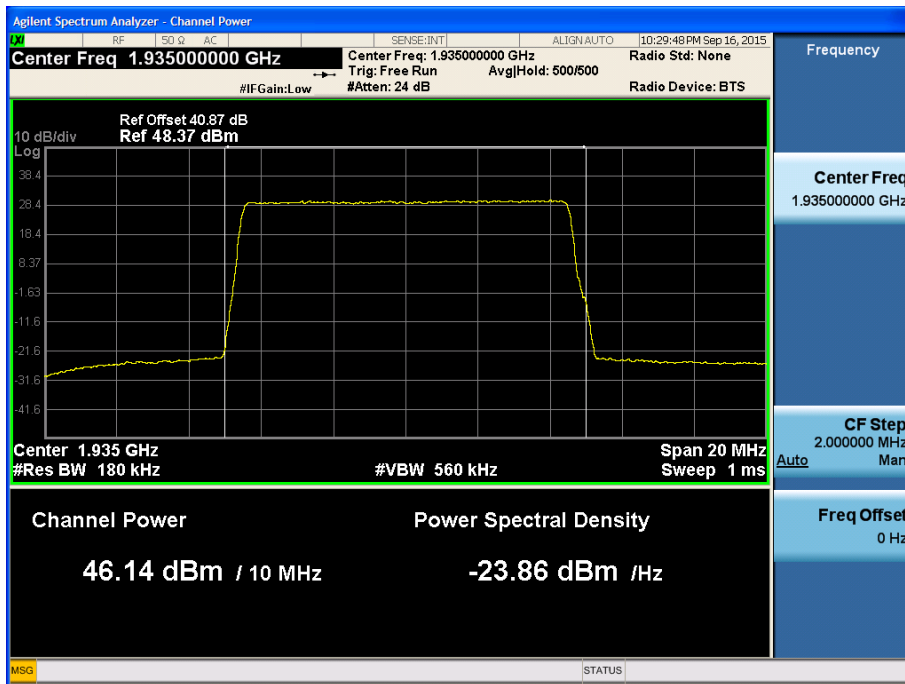 Agilent Spectrum Analyzer - Channel Power
LXI RF 50 Ω AC SENSE:INT ALIGN AUTO 10:29:48 PM Sep 16, 2015
Center Freq 1.935000000 GHz
Center Freq: 1.935000000 GHz
Radio Std: None
Trig: Free Run Avg|Hold: 500/500
#IFGain:Low
#Atten: 24 dB
Radio Device: BTS
Frequency
Ref Offset 40.87 dB
10 dB/div Ref 48.37 dBm
Log
38.4
28.4
18.4
8.37
-1.63
-11.6
-21.6
-31.6
-41.6
Center 1.935 GHz
Span 20 MHz
#Res BW 180 kHz
#VBW 560 kHz
Sweep 1 ms
Channel Power
Power Spectral Density
46.14 dBm / 10 MHz
-23.86 dBm /Hz
Center Freq
1.935000000 GHz
CF Step
2.000000 MHz
Auto Man
Freq Offset
0 Hz
MSG
STATUS